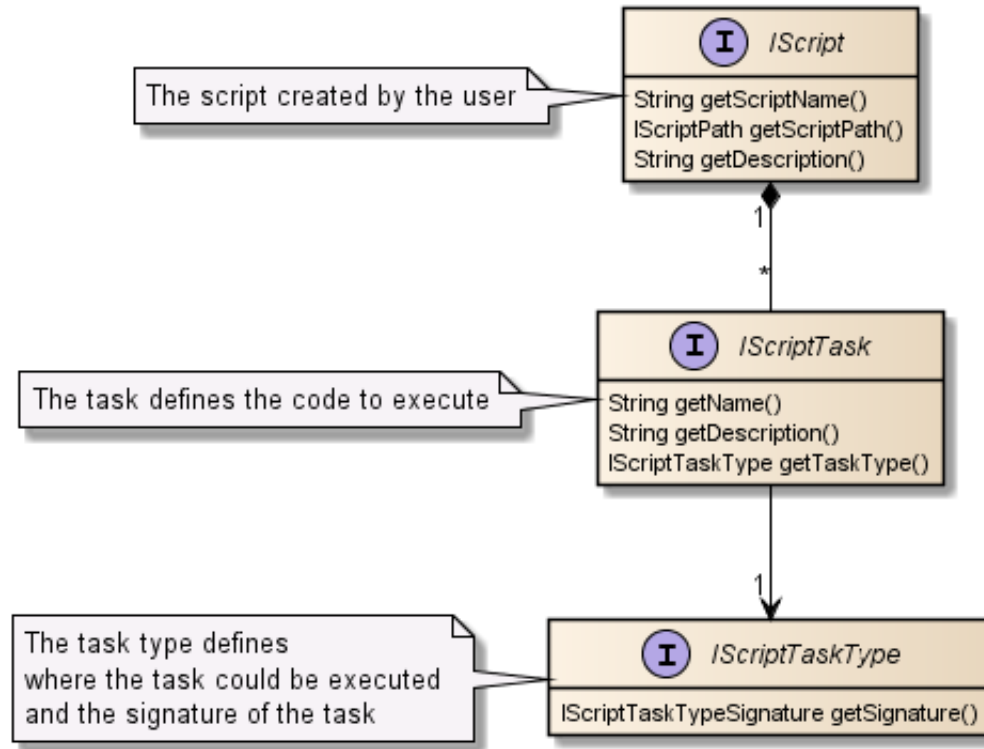 I IScript
The script created by the user
String getScriptName()
IScriptPath getScriptPath()
String getDescription()
1
*
I IScriptTask
The task defines the code to execute
String getName()
String getDescription()
IScriptTaskType getTaskType()
1
The task type defines
where the task could be executed
and the signature of the task
I IScriptTaskType
IScriptTaskTypeSignature getSignature()